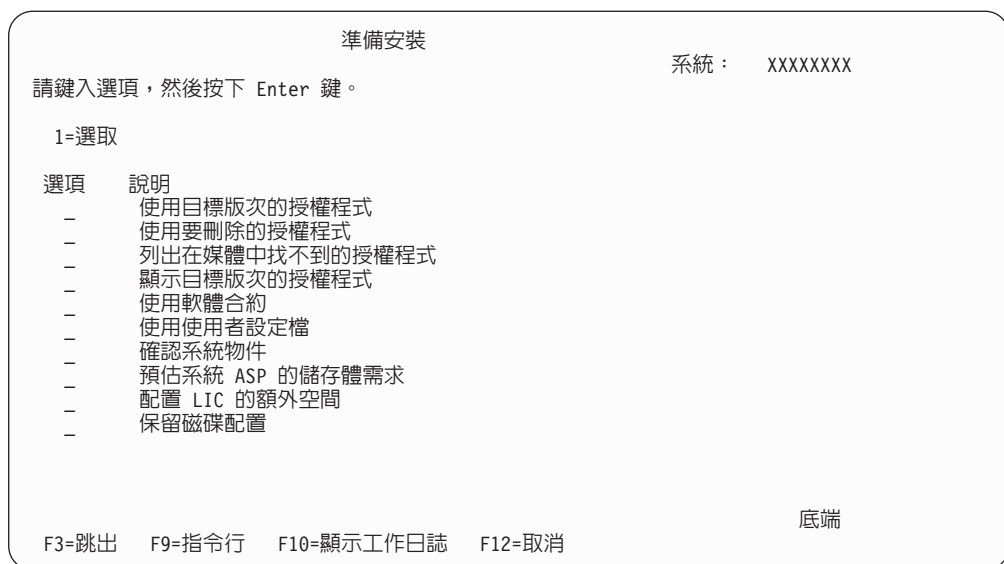 準備安裝
系統： XXXXXXXX
請鍵入選項，然後按下 Enter 鍵。
1=選取
選項 說明
_ 使用目標版次的授權程式
_ 使用要刪除的授權程式
_ 列出在媒體中找不到的授權程式
_ 顯示目標版次的授權程式
_ 使用軟體合約
_ 使用使用者設定檔
_ 確認系統物件
_ 預估系統 ASP 的儲存體需求
_ 配置 LIC 的額外空間
_ 保留磁碟配置
底端
F3=跳出 F9=指令行 F10=顯示工作日誌 F12=取消